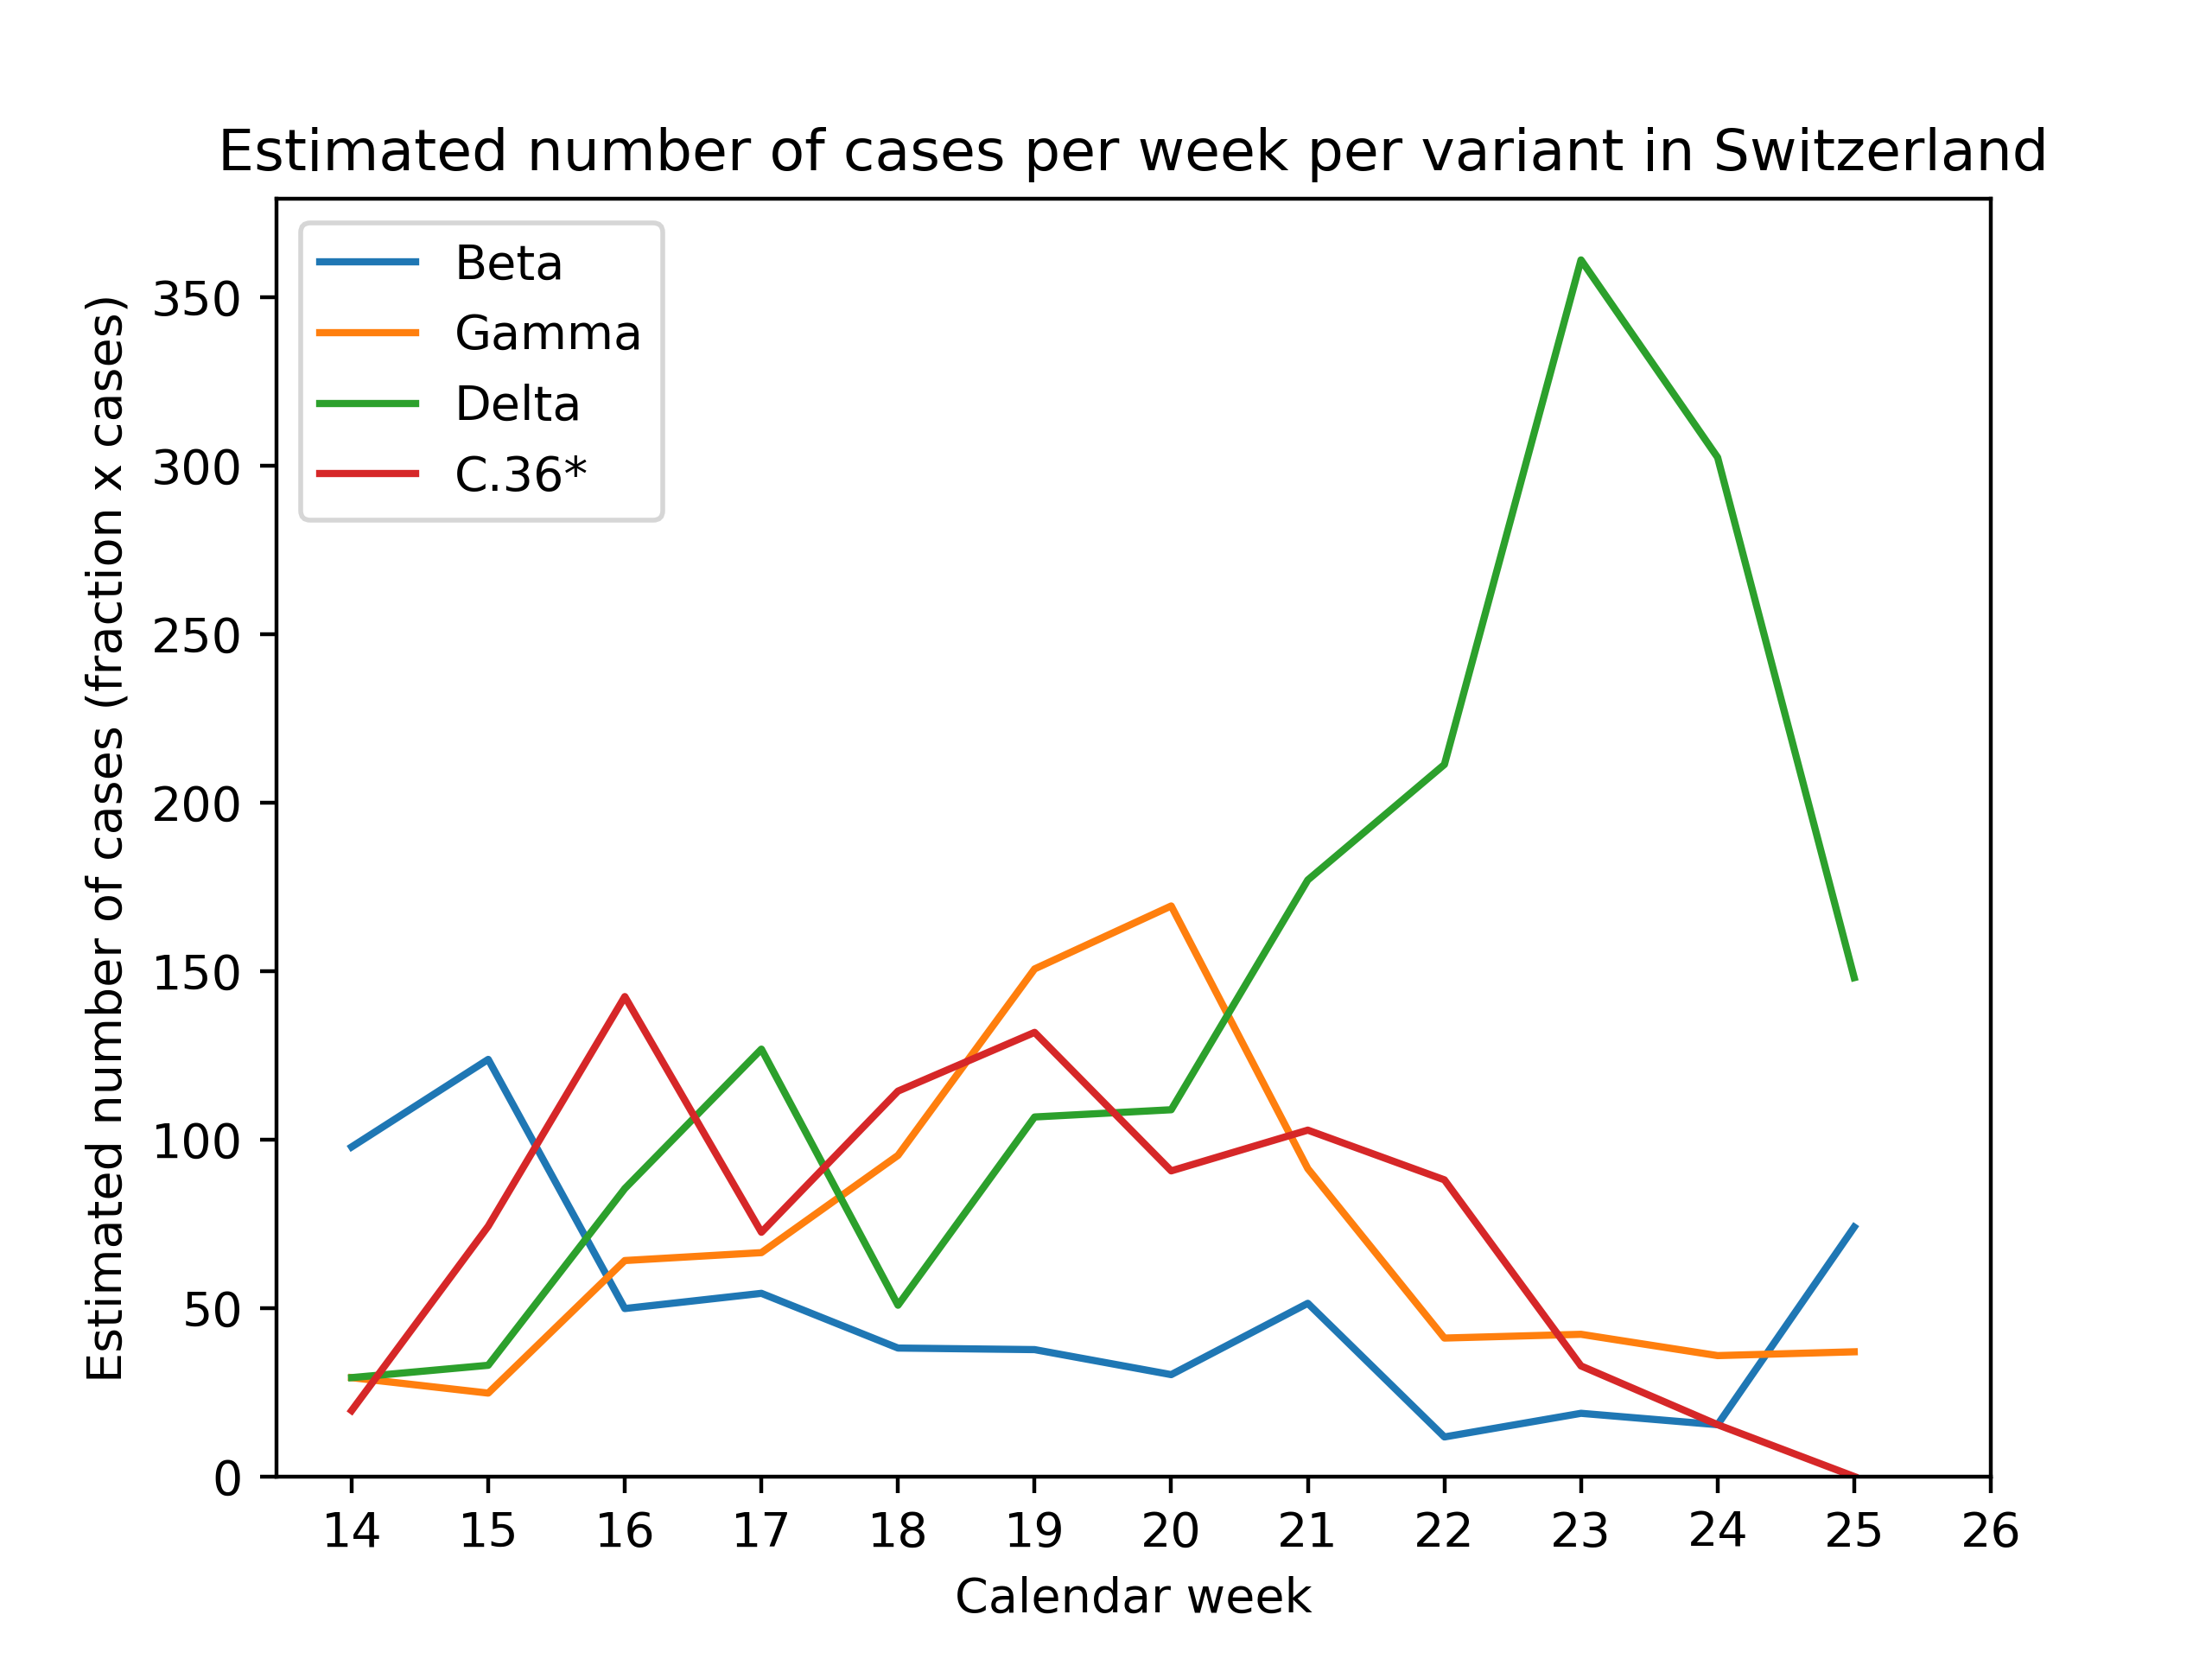 Estimated number of cases per week per variant in Switzerland
Beta
Gamma
Delta
C.36*
Estimated number of cases (fraction x cases)
350
300
250
200
150
100
50
0
14 15 16 17 18 19 20 21 22 23 24 25 26
Calendar week